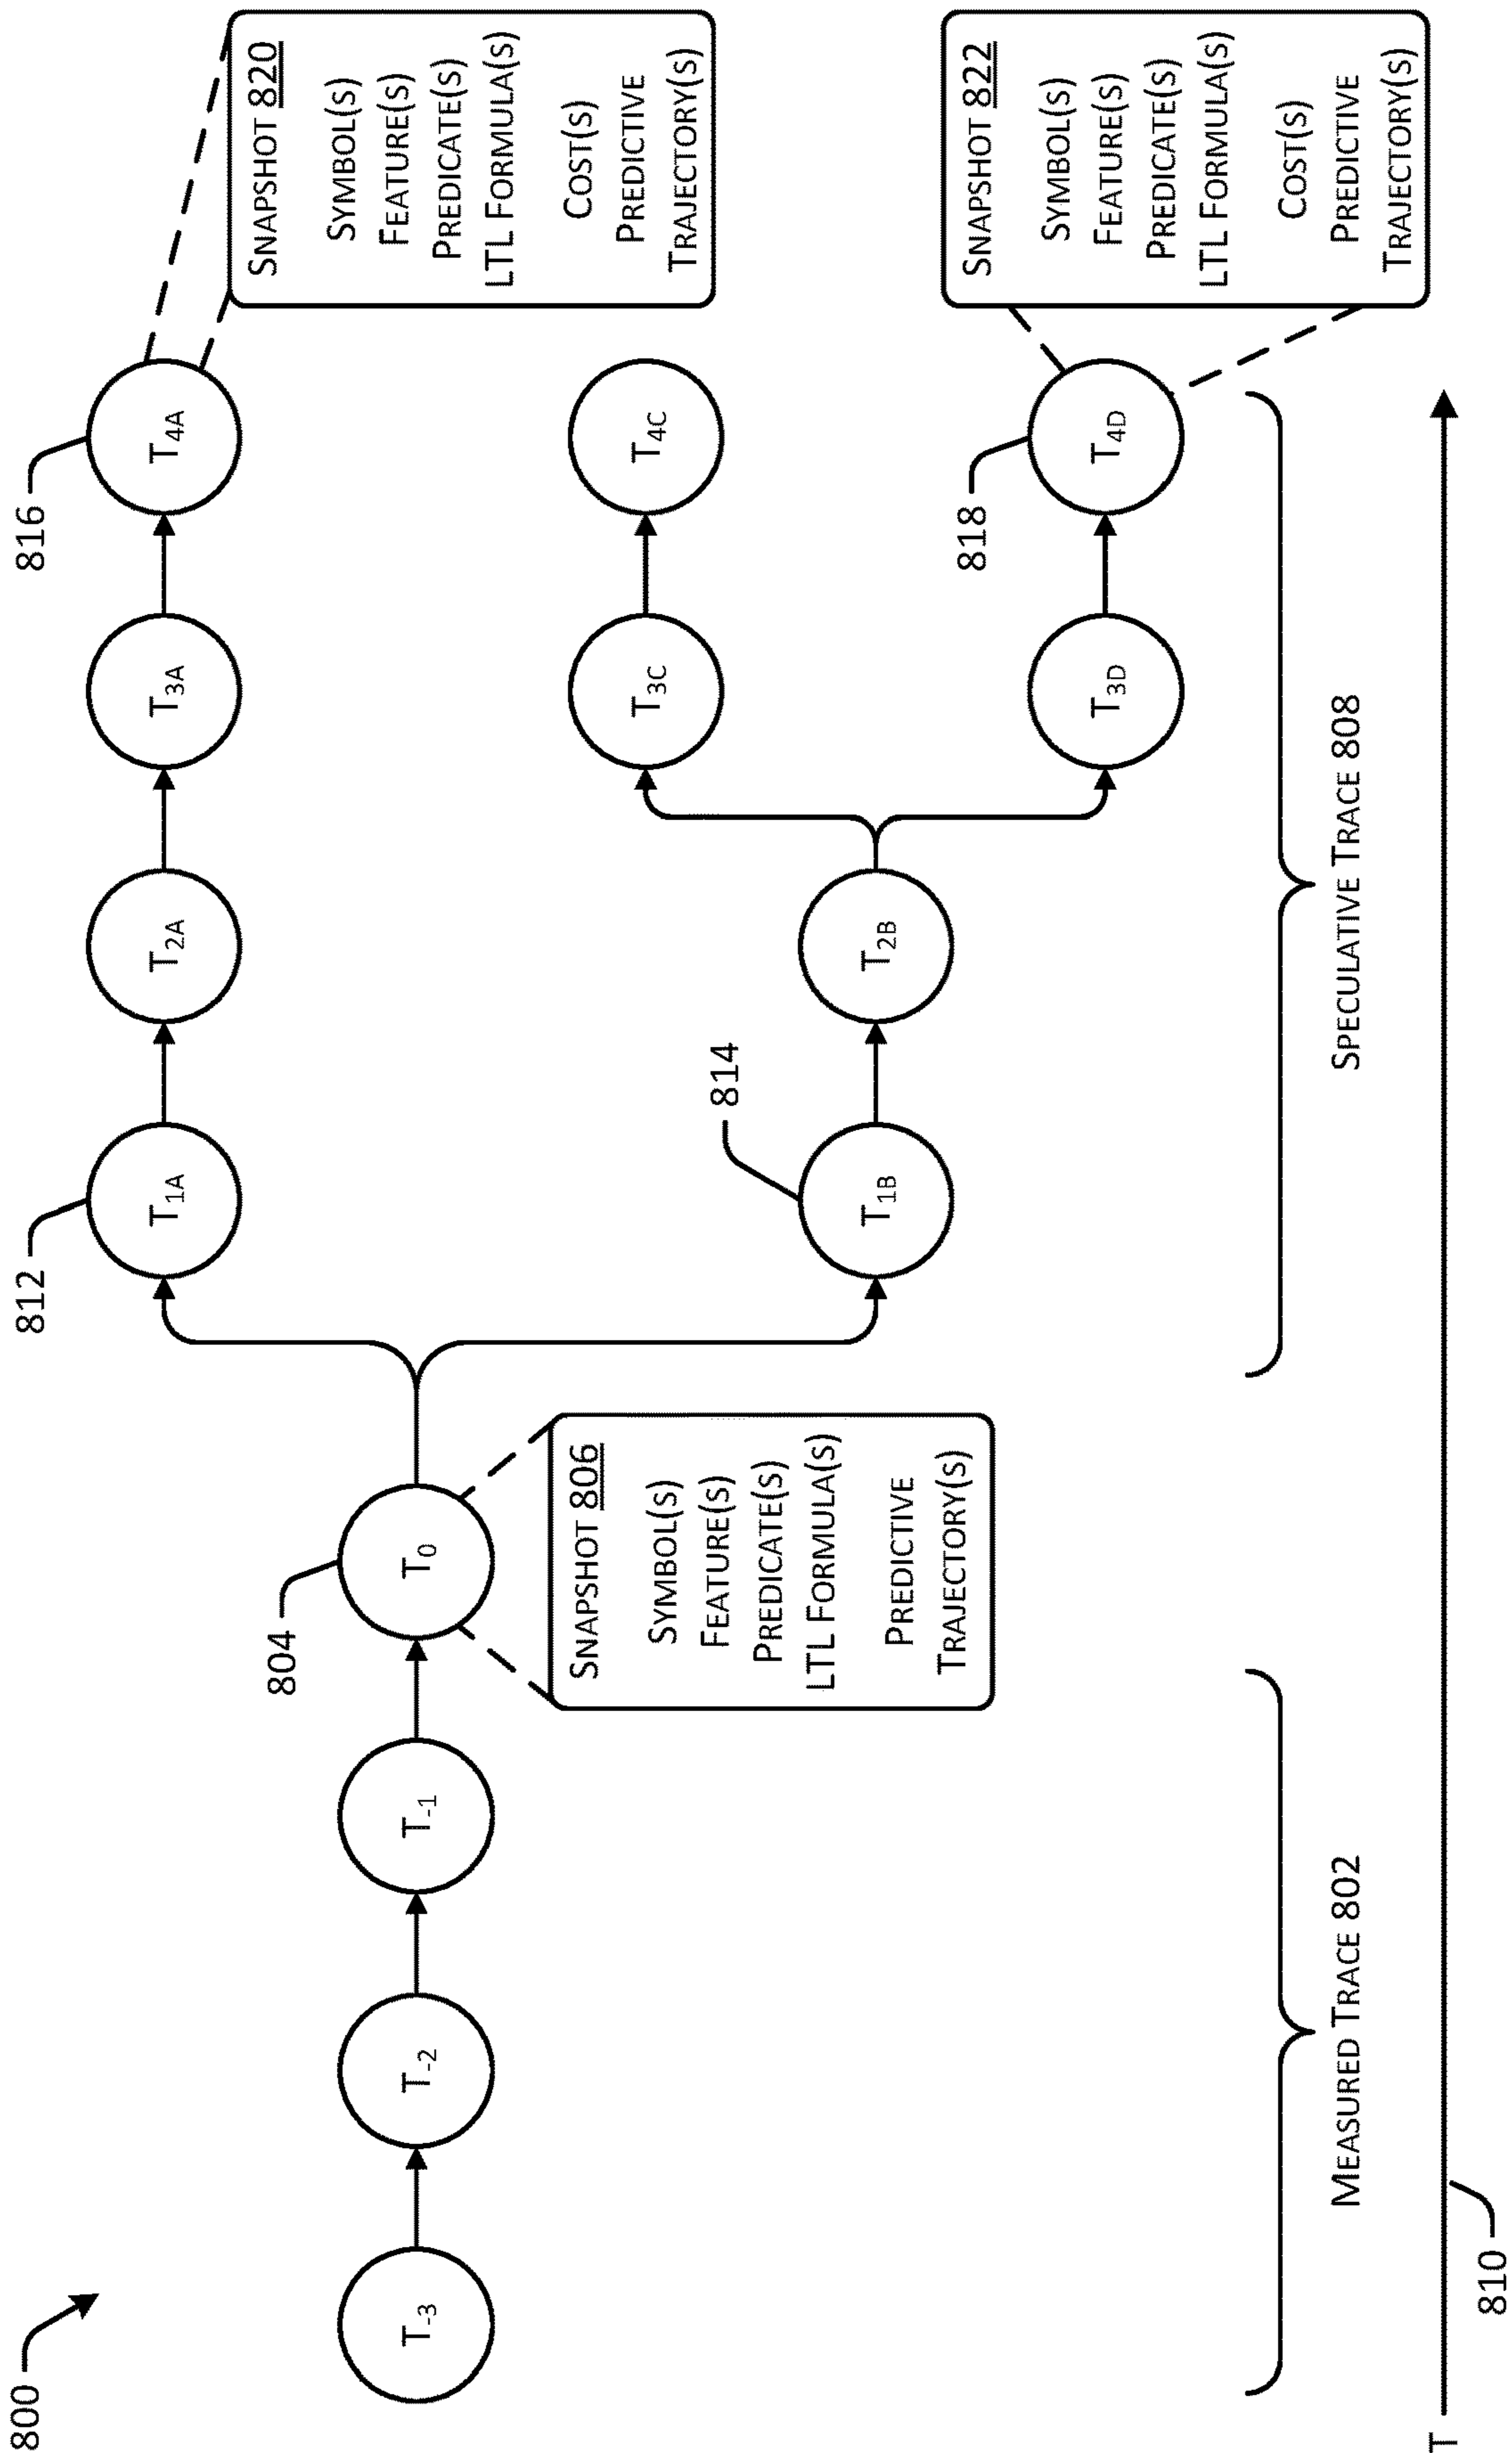 800
812
T1A
T2A
T3A
816
T4A
SNAPSHOT 820
SYMBOL(S)
FEATURE(S)
PREDICATE(S)
LTL FORMULA(S)
COST(S)
PREDICTIVE
TRAJECTORY(S)
T-3
T-2
T-1
804
T0
SNAPSHOT 806
SYMBOL(S)
FEATURE(S)
PREDICATE(S)
LTL FORMULA(S)
PREDICTIVE
TRAJECTORY(S)
T3C
T4C
814
T1B
T2B
T3D
818
T4D
SNAPSHOT 822
SYMBOL(S)
FEATURE(S)
PREDICATE(S)
LTL FORMULA(S)
COST(S)
PREDICTIVE
TRAJECTORY(S)
MEASURED TRACE 802
SPECULATIVE TRACE 808
T
810